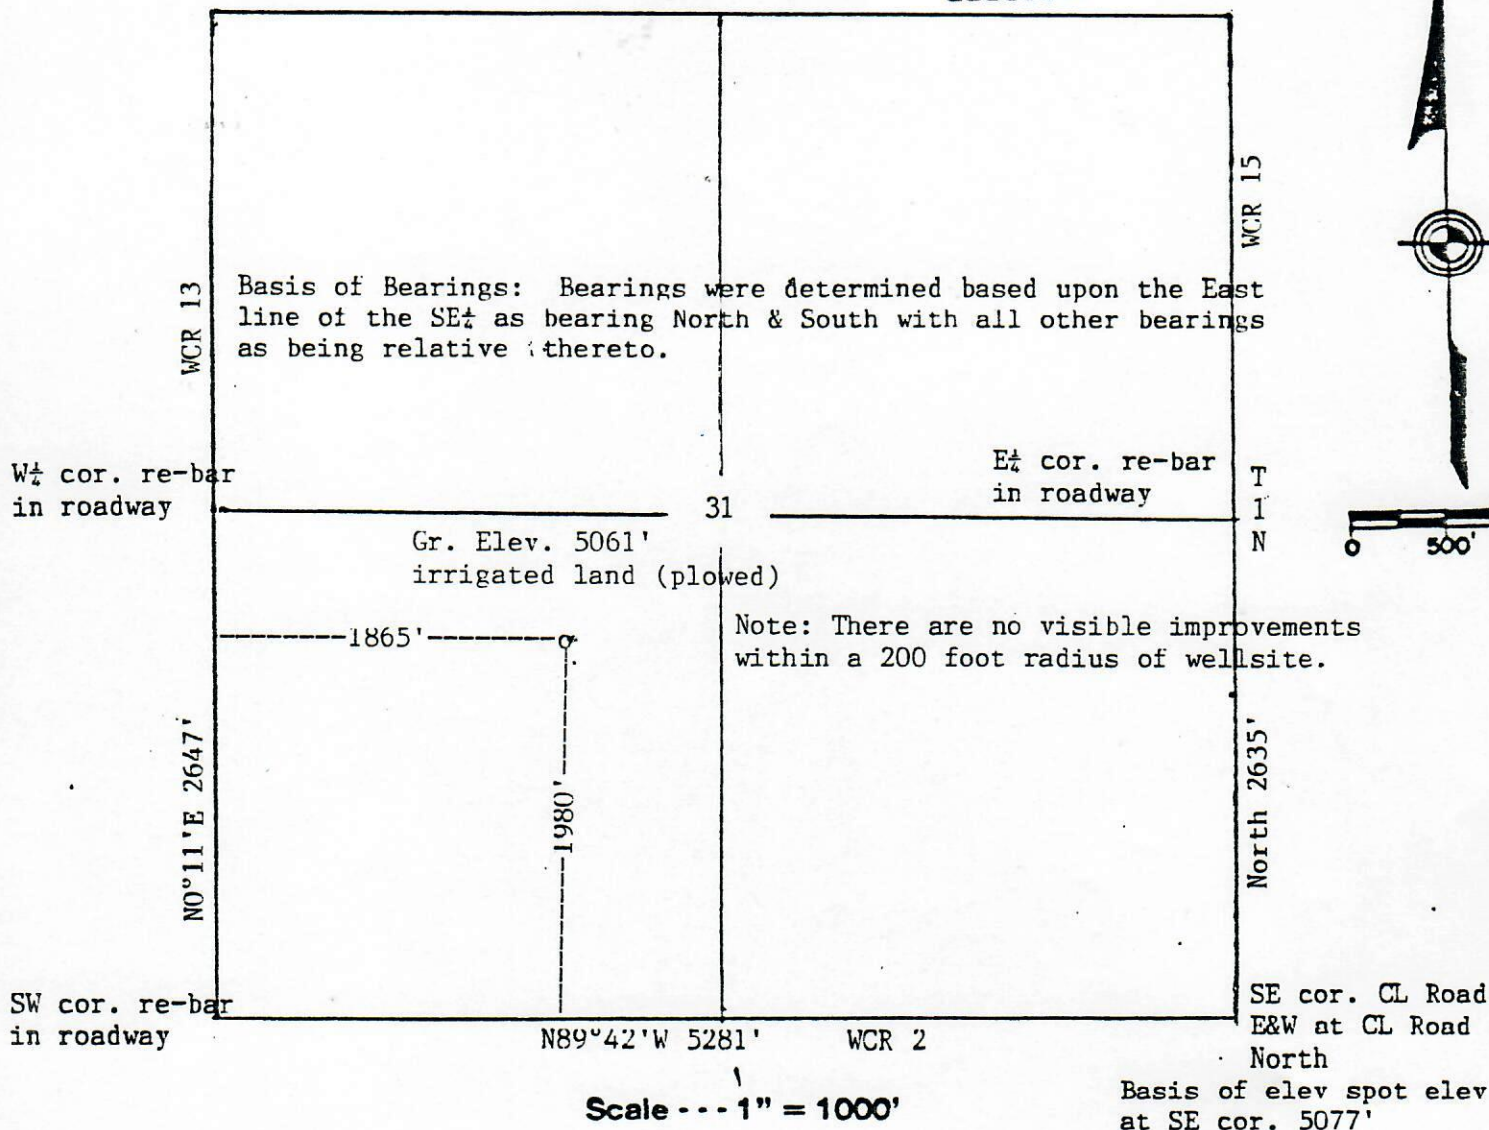 WCR 15
WCR 13
Basis of Bearings: Bearings were determined based upon the East
line of the SE¼ as bearing North & South with all other bearings
as being relative thereto.
W¼ cor. re-bar
in roadway
E¼ cor. re-bar
in roadway
31
T
1
N
0 500'
Gr. Elev. 5061'
irrigated land (plowed)
1865'
Note: There are no visible improvements
within a 200 foot radius of wellsite.
N0°11'E 2647'
1980'
North 2635'
SW cor. re-bar
in roadway
N89°42'W 5281' WCR 2
SE cor. CL Road
E&W at CL Road
North
Basis of elev spot elev
at SE cor. 5077'
Scale --- 1" = 1000'